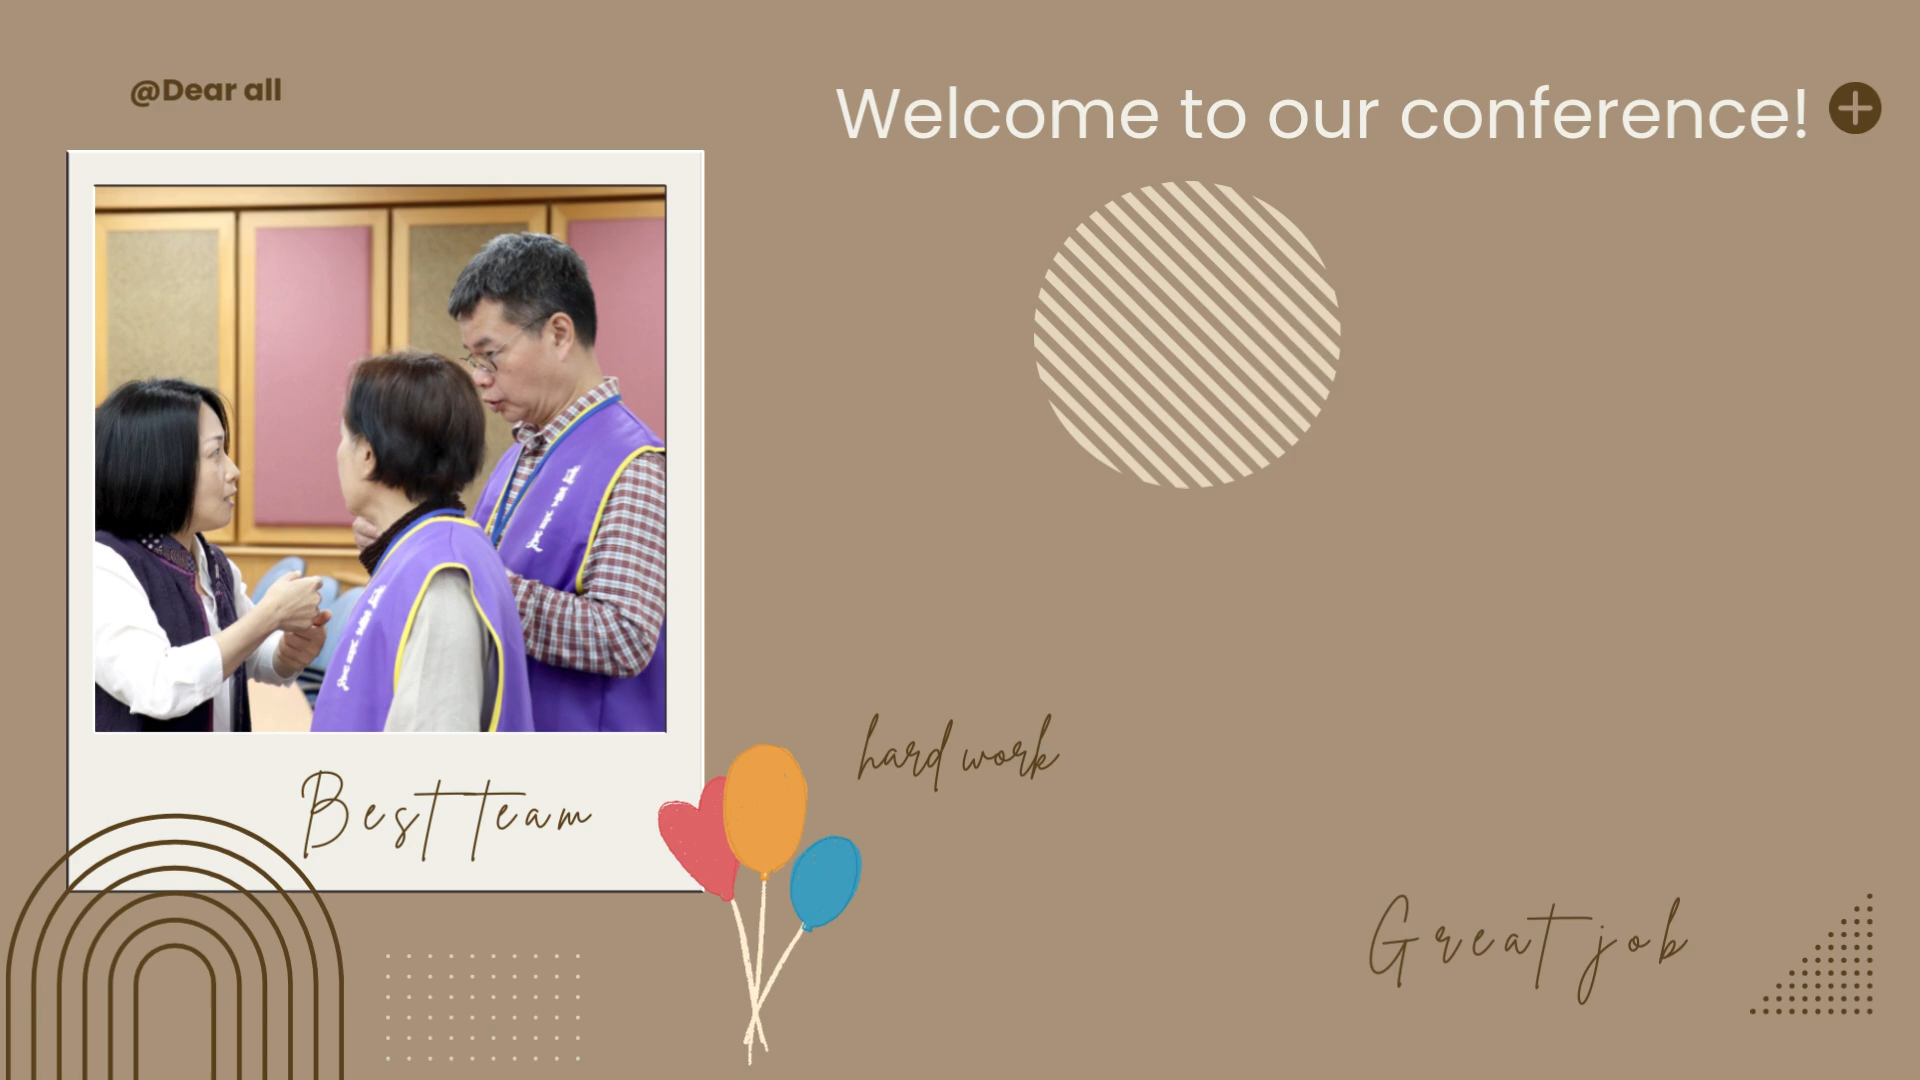 @Dear all
Welcome to our conference!
Best team
hard work
Great job